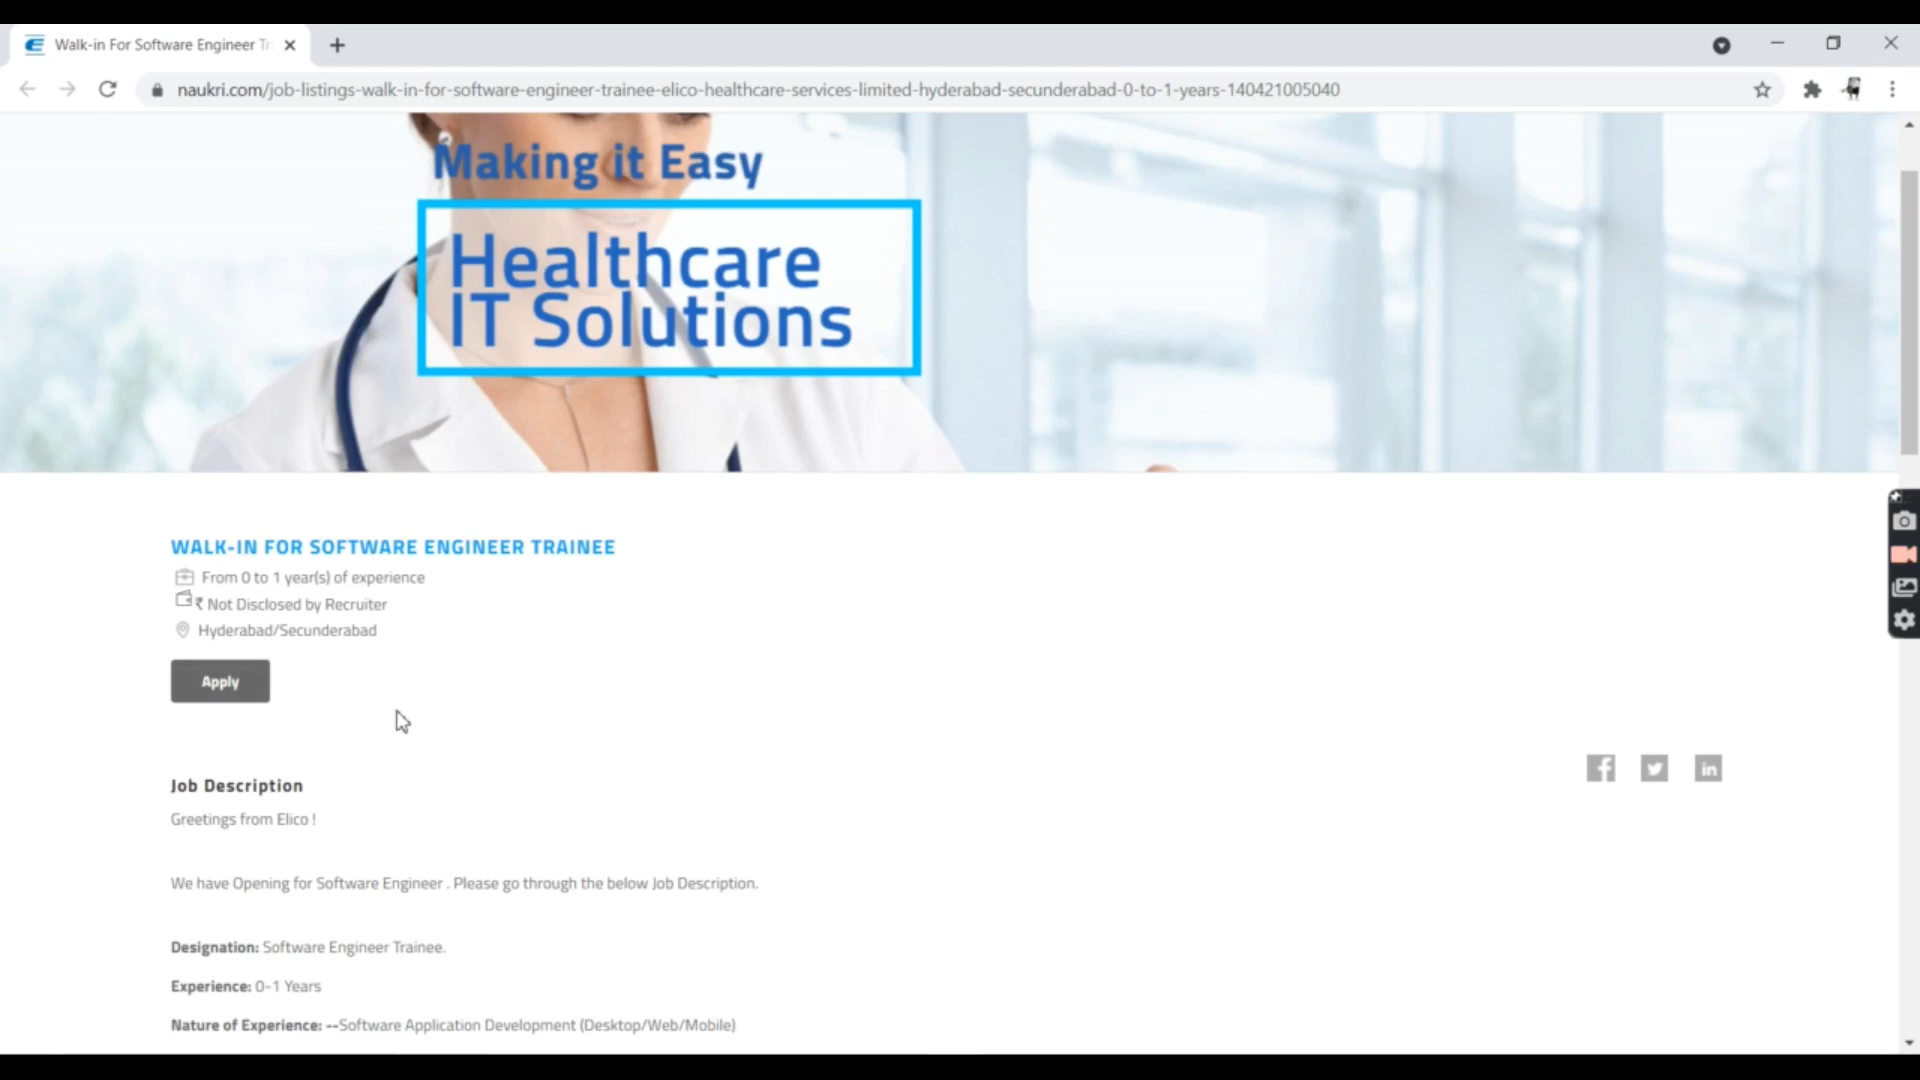 Walk-in For Software Engineer Tr
naukri.com/job-listings-walk-in-for-software-engineer-trainee-elico-healthcare-services-limited-hyderabad-secunderabad-0-to-1-years-140421005040
Making it Easy
Healthcare
IT Solutions
WALK-IN FOR SOFTWARE ENGINEER TRAINEE
From 0 to 1 year(s) of experience
₹ Not Disclosed by Recruiter
Hyderabad/Secunderabad
Apply
Job Description
Greetings from Elico !
We have Opening for Software Engineer . Please go through the below Job Description.
Designation: Software Engineer Trainee.
Experience: 0-1 Years
Nature of Experience: --Software Application Development (Desktop/Web/Mobile)